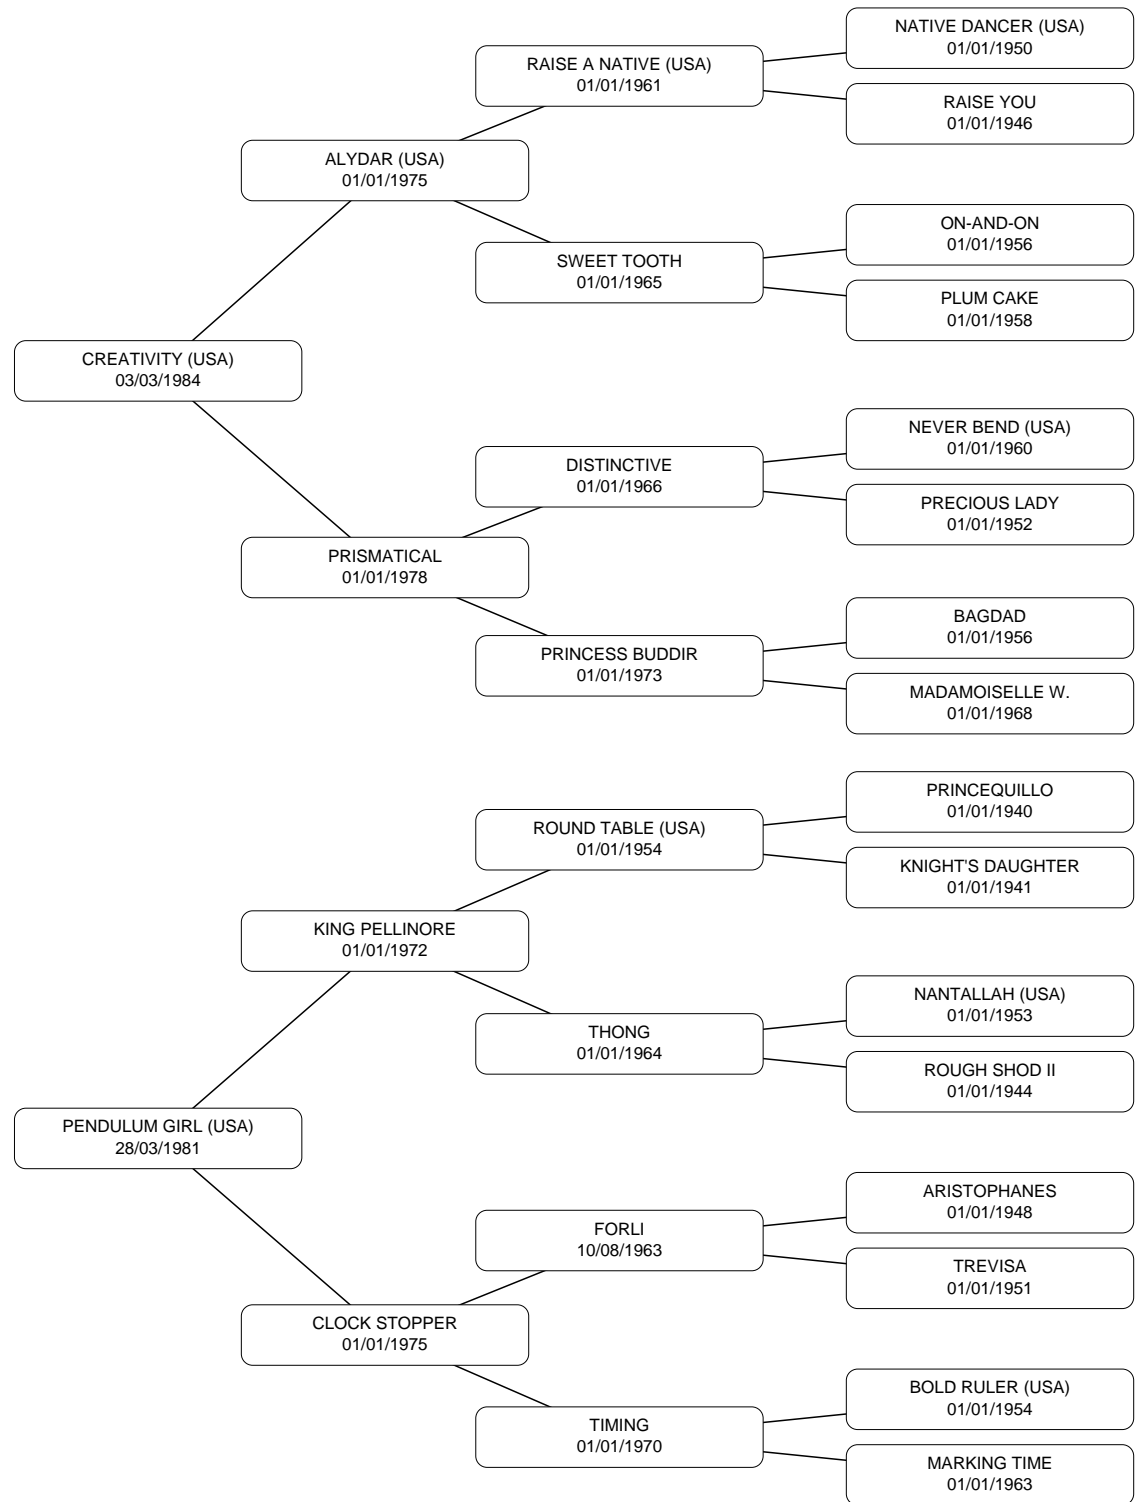 NATIVE DANCER (USA)
01/01/1950
RAISE A NATIVE (USA)
01/01/1961
RAISE YOU
01/01/1946
ALYDAR (USA)
01/01/1975
ON-AND-ON
01/01/1956
SWEET TOOTH
01/01/1965
PLUM CAKE
01/01/1958
CREATIVITY (USA)
03/03/1984
NEVER BEND (USA)
01/01/1960
DISTINCTIVE
01/01/1966
PRECIOUS LADY
01/01/1952
PRISMATICAL
01/01/1978
BAGDAD
01/01/1956
PRINCESS BUDDIR
01/01/1973
MADAMOISELLE W.
01/01/1968
PRINCEQUILLO
01/01/1940
ROUND TABLE (USA)
01/01/1954
KNIGHT'S DAUGHTER
01/01/1941
KING PELLINORE
01/01/1972
NANTALLAH (USA)
01/01/1953
THONG
01/01/1964
ROUGH SHOD II
01/01/1944
PENDULUM GIRL (USA)
28/03/1981
ARISTOPHANES
01/01/1948
FORLI
10/08/1963
TREVISA
01/01/1951
CLOCK STOPPER
01/01/1975
BOLD RULER (USA)
01/01/1954
TIMING
01/01/1970
MARKING TIME
01/01/1963